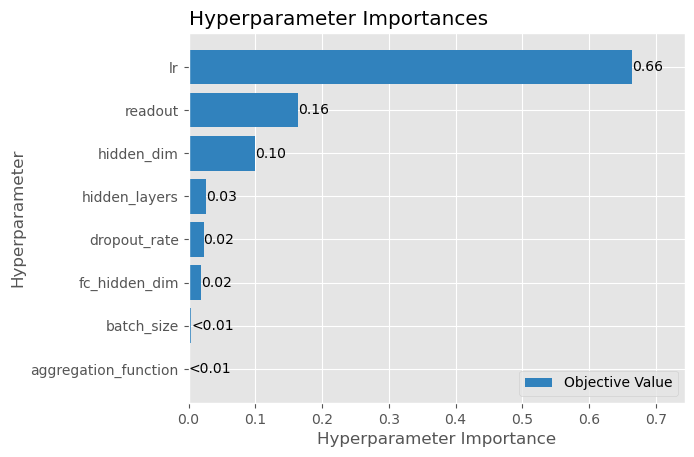 Hyperparameter Importances
Hyperparameter
lr
0.66
readout
0.16
hidden_dim
0.10
hidden_layers
0.03
dropout_rate
0.02
fc_hidden_dim
0.02
batch_size
<0.01
aggregation_function
<0.01
Objective Value
0.0 0.1 0.2 0.3 0.4 0.5 0.6 0.7
Hyperparameter Importance